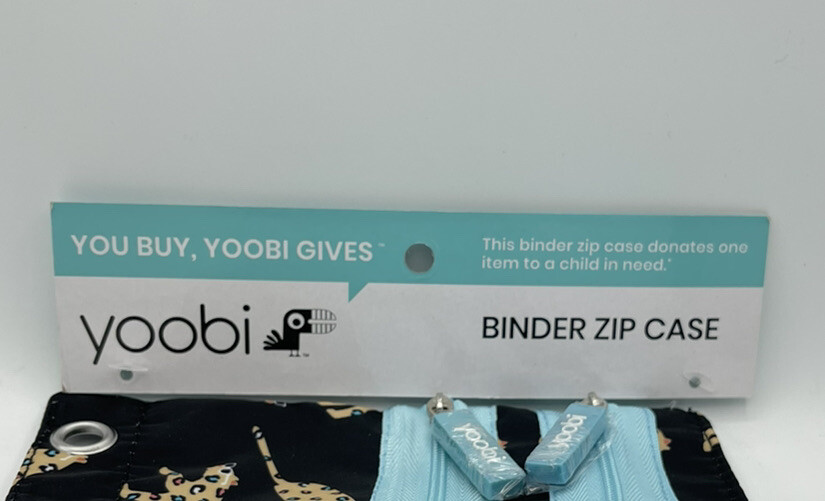 YOU BUY, YOOBI GIVES™
This binder zip case donates one
item to a child in need.*
yoobi
BINDER ZIP CASE
yoobi
yoobi